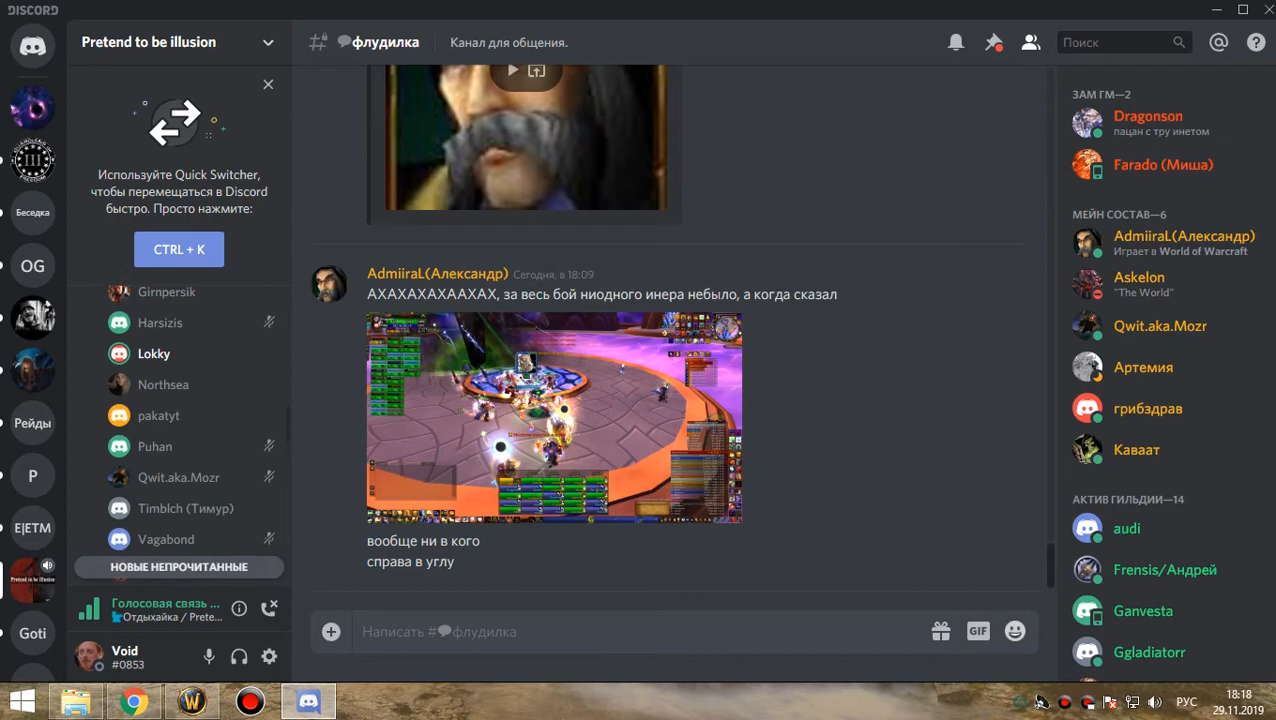 DISCORD
Pretend to be illusion
флудилка
Канал для общения.
Поиск
Используйте Quick Switcher,
чтобы перемещаться в Discord
быстро. Просто нажмите:
CTRL + K
Girnpersik
Harsizis
Lokky
Northsea
pakatyt
Puhan
Qwit.aka.Mozr
Timblch (Тимур)
Vagabond
НОВЫЕ НЕПРОЧИТАННЫЕ
Голосовая связь ...
Отдыхайка / Prete...
Void
#0853
III
Беседка
OG
Рейды
P
E|ETM
Pretend to be illusion
Goti
AdmiiraL(Александр) Сегодня, в 18:09
АХАХАХАХААХАХ, за весь бой ниодного инера небыло, а когда сказал
вообще ни в кого
справа в углу
Написать #флудилка
GIF
ЗАМ ГМ—2
Dragonson
пацан с тру инетом
Farado (Миша)
МЕЙН СОСТАВ—6
AdmiiraL(Александр)
Играет в World of Warcraft
Askelon
"The World"
Qwit.aka.Mozr
Артемия
грибздрав
Каваат
АКТИВ ГИЛЬДИИ—14
audi
Frensis/Андрей
Ganvesta
Ggladiatorr
РУС
18:18
29.11.2019